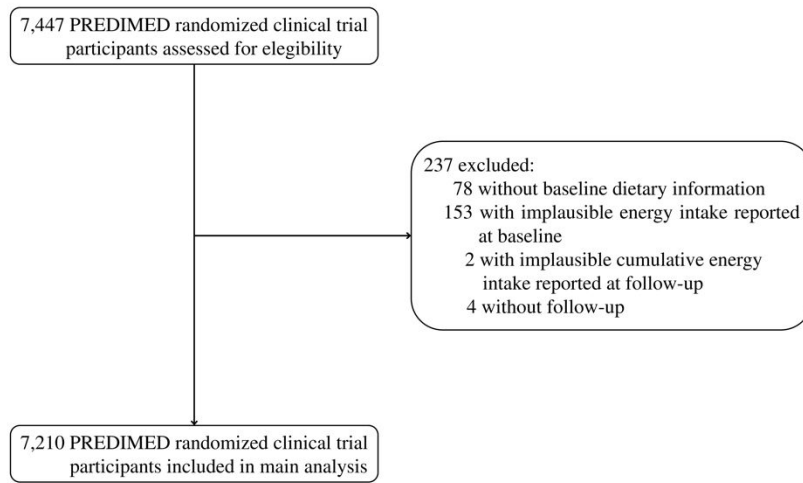 7,447 PREDIMED randomized clinical trial
participants assessed for elegibility
237 excluded:
78 without baseline dietary information
153 with implausible energy intake reported
at baseline
2 with implausible cumulative energy
intake reported at follow-up
4 without follow-up
7,210 PREDIMED randomized clinical trial
participants included in main analysis